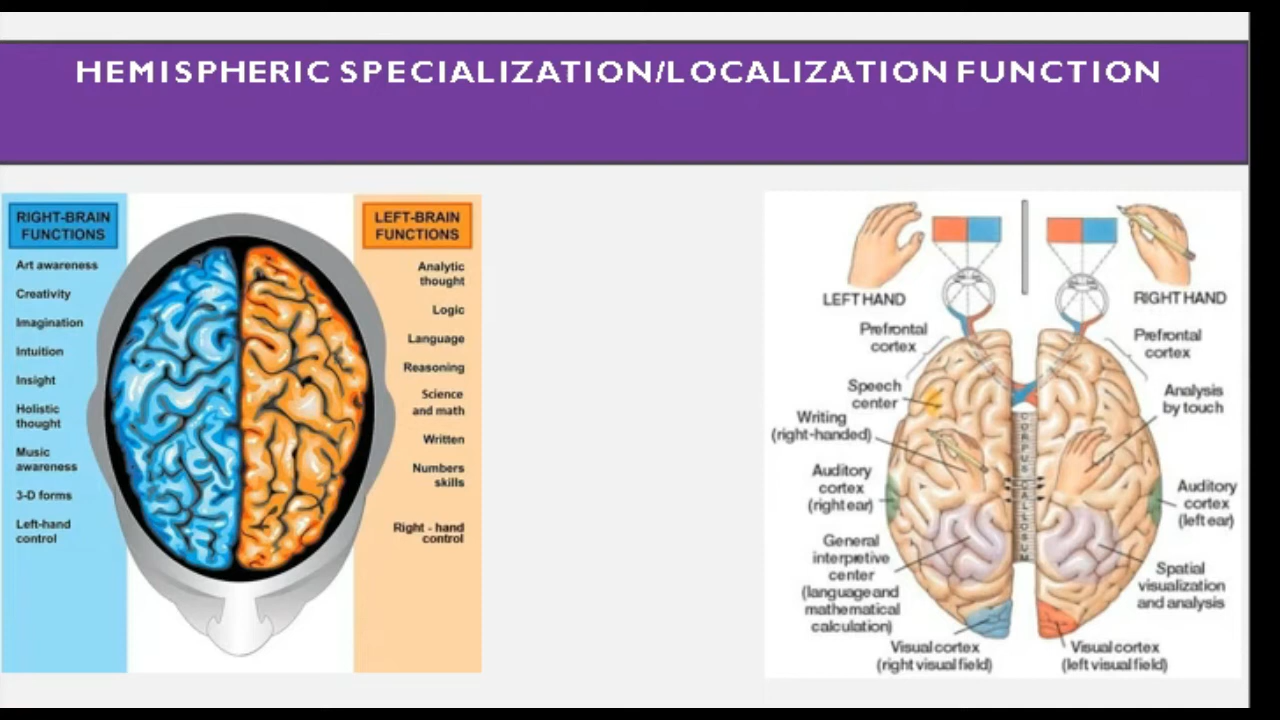 HEMISPHERIC SPECIALIZATION/LOCALIZATION FUNCTION
RIGHT-BRAIN
FUNCTIONS
Art awareness
Creativity
Imagination
Intuition
Insight
Holistic
thought
Music
awareness
3-D forms
Left-hand
control
LEFT-BRAIN
FUNCTIONS
Analytic
thought
Logic
Language
Reasoning
Science
and math
Written
Numbers
skills
Right - hand
control
LEFT HAND
Prefrontal
cortex
Speech
center
Writing
(right-handed)
Auditory
cortex
(right ear)
General
interpretive
center
(language and
mathematical
calculation)
Visual cortex
(right visual field)
CORPUS CALLOSUM
RIGHT HAND
Prefrontal
cortex
Analysis
by touch
Auditory
cortex
(left ear)
Spatial
visualization
and analysis
Visual cortex
(left visual field)